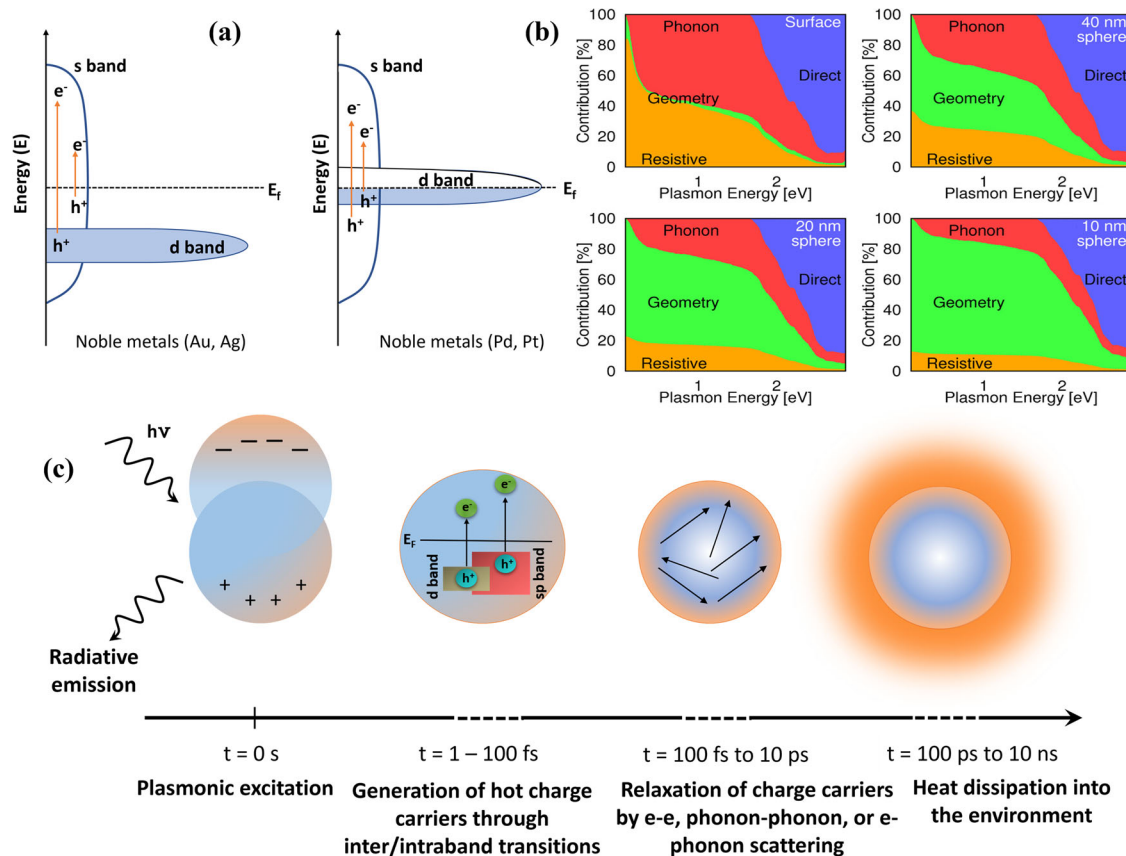 (a)
Energy (E)
s band
e⁻
e⁻
h⁺
h⁺
E_f
d band
Noble metals (Au, Ag)
Energy (E)
s band
e⁻
e⁻
h⁺
h⁺
d band
E_f
Noble metals (Pd, Pt)
(b)
Contribution [%]
100
80
60
40
20
0
Surface
Phonon
Direct
Geometry
Resistive
1
2
Plasmon Energy [eV]
Contribution [%]
100
80
60
40
20
0
40 nm
sphere
Phonon
Direct
Geometry
Resistive
1
2
Plasmon Energy [eV]
Contribution [%]
100
80
60
40
20
0
20 nm
sphere
Phonon
Direct
Geometry
Resistive
1
2
Plasmon Energy [eV]
Contribution [%]
100
80
60
40
20
0
10 nm
sphere
Phonon
Direct
Geometry
Resistive
1
2
Plasmon Energy [eV]
(c)
hν
− − − −
+ + + +
Radiative
emission
e⁻
e⁻
E_F
h⁺
h⁺
d band
sp band
t = 0 s
Plasmonic excitation
t = 1 – 100 fs
Generation of hot charge
carriers through
inter/intraband transitions
t = 100 fs to 10 ps
Relaxation of charge carriers
by e-e, phonon-phonon, or e-
phonon scattering
t = 100 ps to 10 ns
Heat dissipation into
the environment